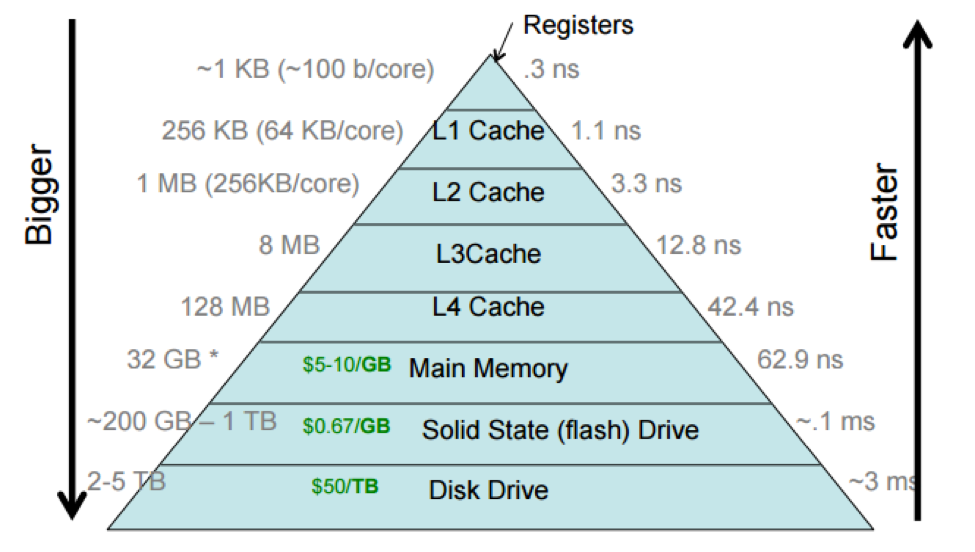 Registers
~1 KB (~100 b/core) .3 ns
256 KB (64 KB/core) L1 Cache 1.1 ns
1 MB (256KB/core) L2 Cache 3.3 ns
8 MB L3Cache 12.8 ns
128 MB L4 Cache 42.4 ns
32 GB * $5-10/GB Main Memory 62.9 ns
~200 GB – 1 TB $0.67/GB Solid State (flash) Drive ~.1 ms
2-5 TB $50/TB Disk Drive ~3 ms
Bigger
Faster